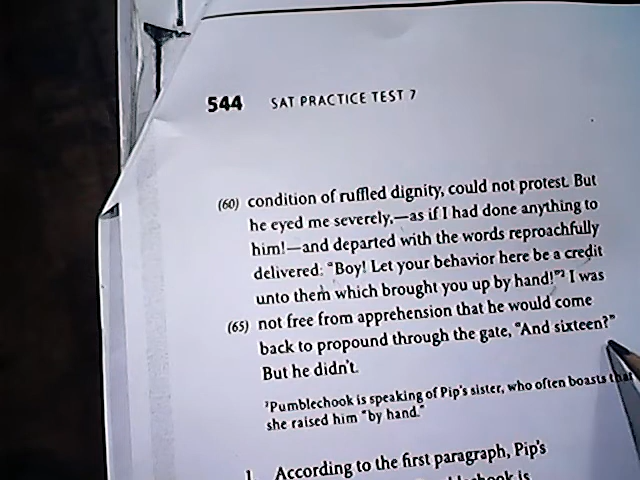 544 SAT PRACTICE TEST 7
(60) condition of ruffled dignity, could not protest. But
he eyed me severely,—as if I had done anything to
him!—and departed with the words reproachfully
delivered: "Boy! Let your behavior here be a credit
unto them which brought you up by hand!"² I was
(65) not free from apprehension that he would come
back to propound through the gate, "And sixteen?"
But he didn't.
²Pumblechook is speaking of Pip's sister, who often boasts that
she raised him "by hand."
1. According to the first paragraph, Pip's
is